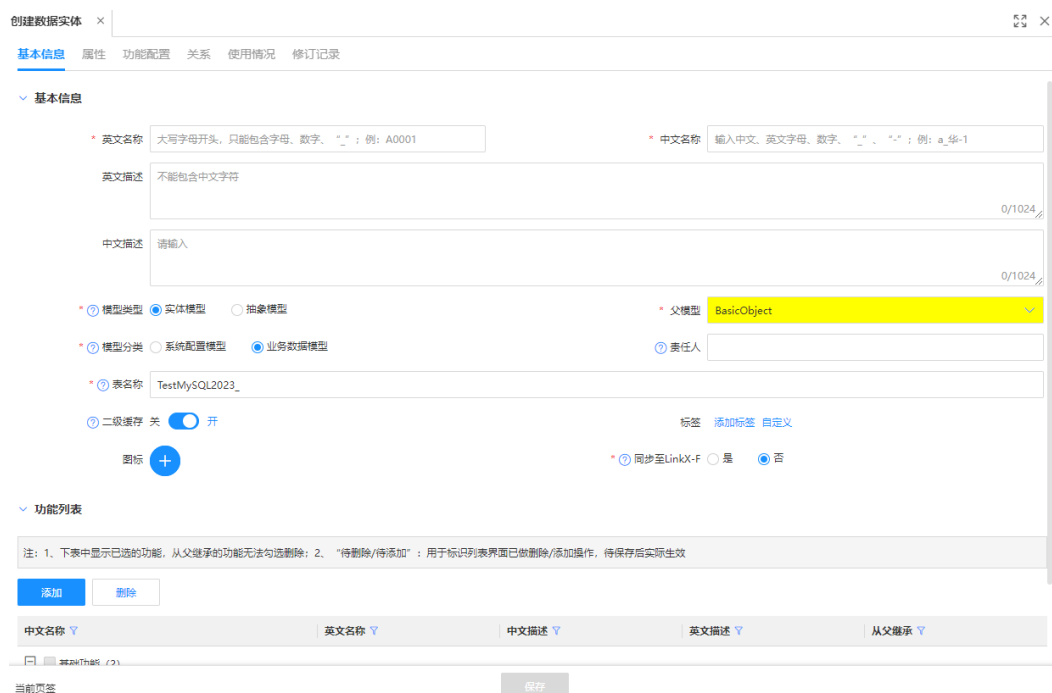 创建数据实体
基本信息 属性 功能配置 关系 使用情况 修订记录
基本信息
* 英文名称 大写字母开头，只能包含字母、数字、“_”；例：A0001 * 中文名称 输入中文、英文字母、数字、“_”、“-”；例：a_华-1
英文描述 不能包含中文字符
0/1024
中文描述 请输入
0/1024
* ? 模型类型 实体模型 抽象模型 * 父模型 BasicObject
* ? 模型分类 系统配置模型 业务数据模型 ? 责任人
* ? 表名称 TestMySQL2023_
? 二级缓存 关 开 标签 添加标签 自定义
图标 * ? 同步至LinkX-F 是 否
功能列表
注：1、下表中显示已选的功能，从父继承的功能无法勾选删除；2、“待删除/待添加”：用于标识列表界面已做删除/添加操作，待保存后实际生效
添加 删除
中文名称 英文名称 中文描述 英文描述 从父继承
基础功能（2）
当前页签 保存